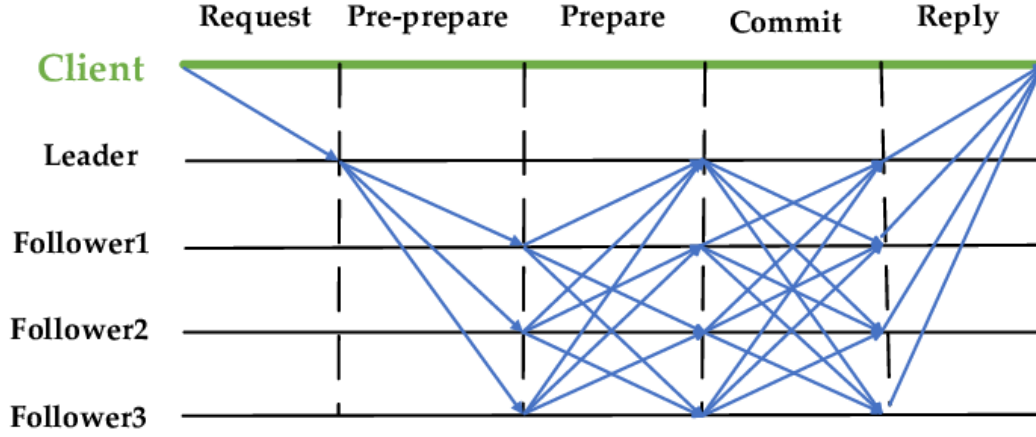 Request Pre-prepare Prepare Commit Reply
Client
Leader
Follower1
Follower2
Follower3